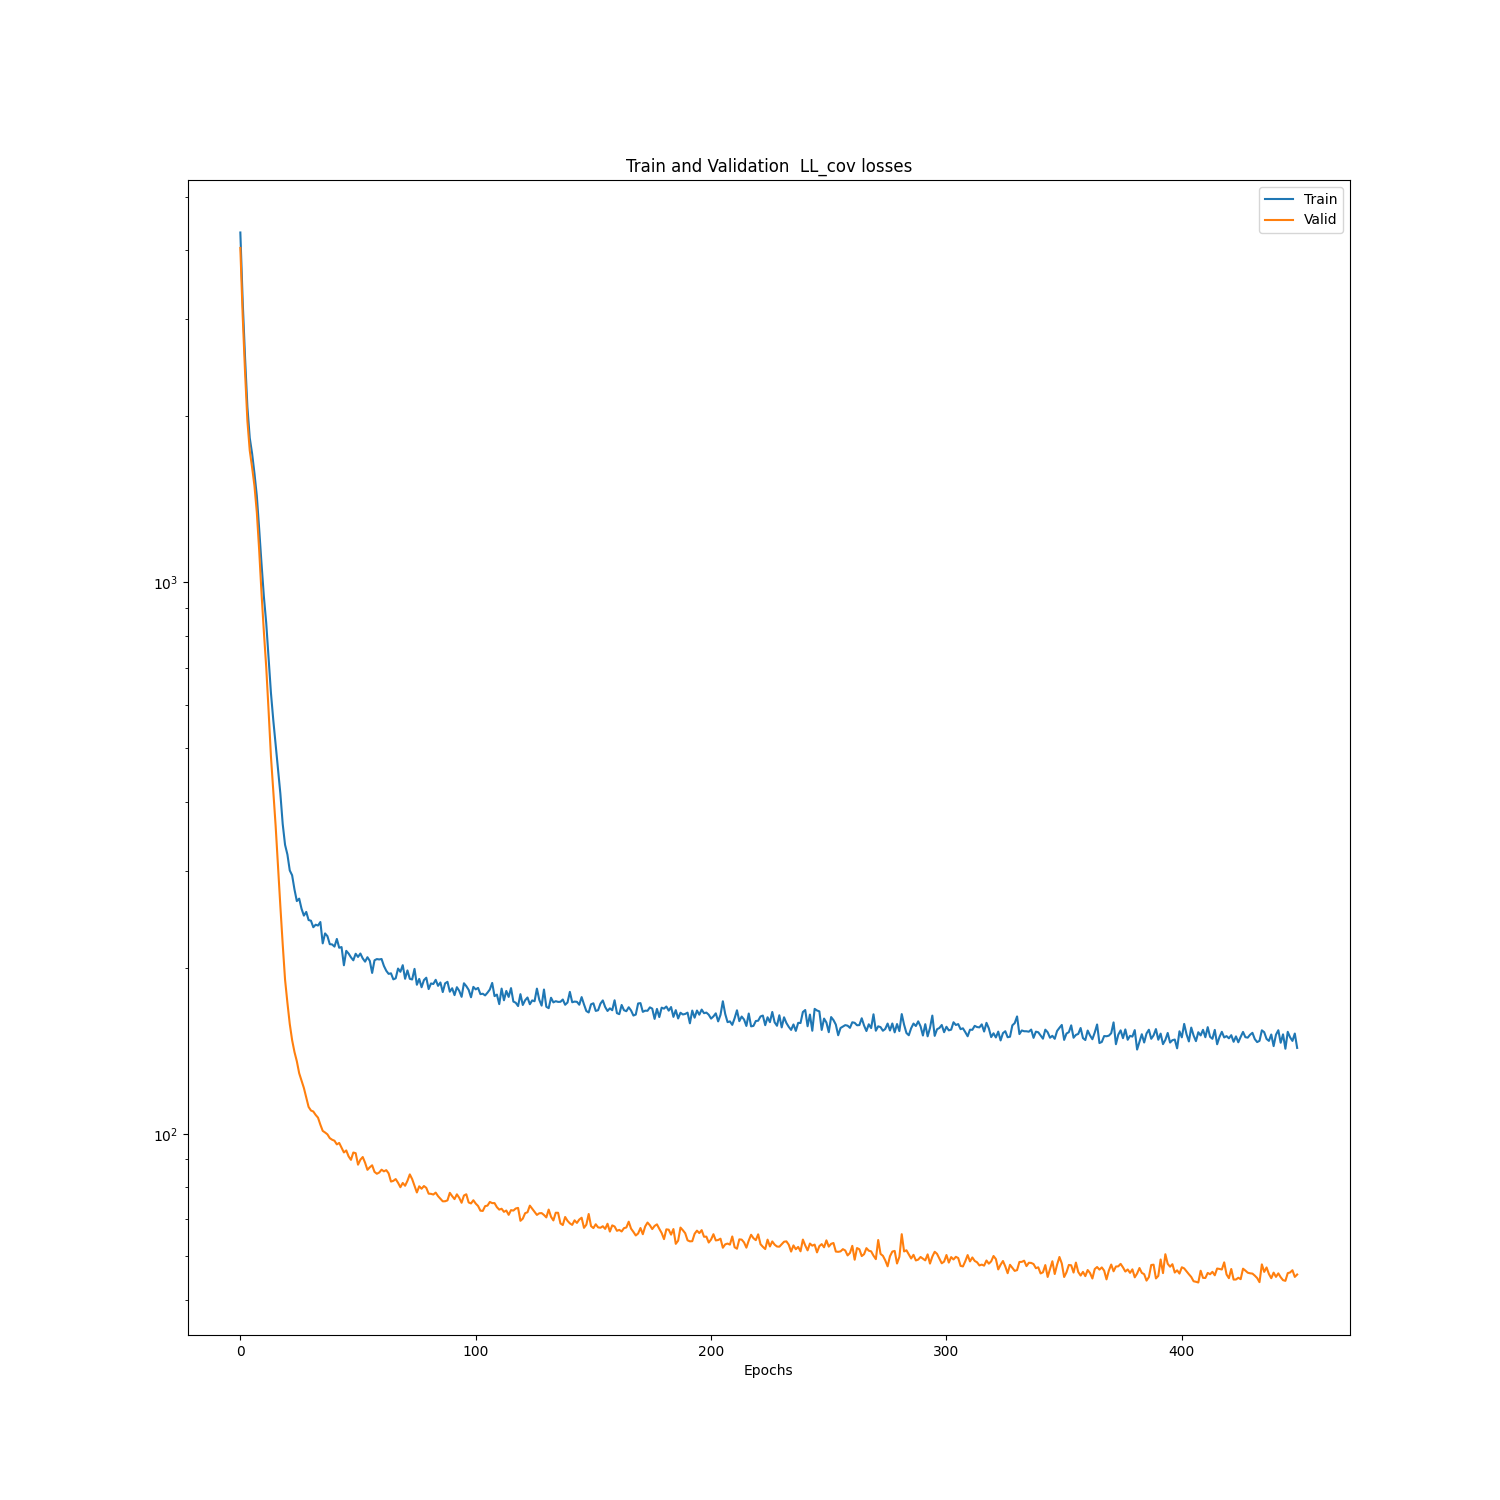 Train and Validation  LL_cov losses
Train
Valid
10³
10²
0 100 200 300 400
Epochs